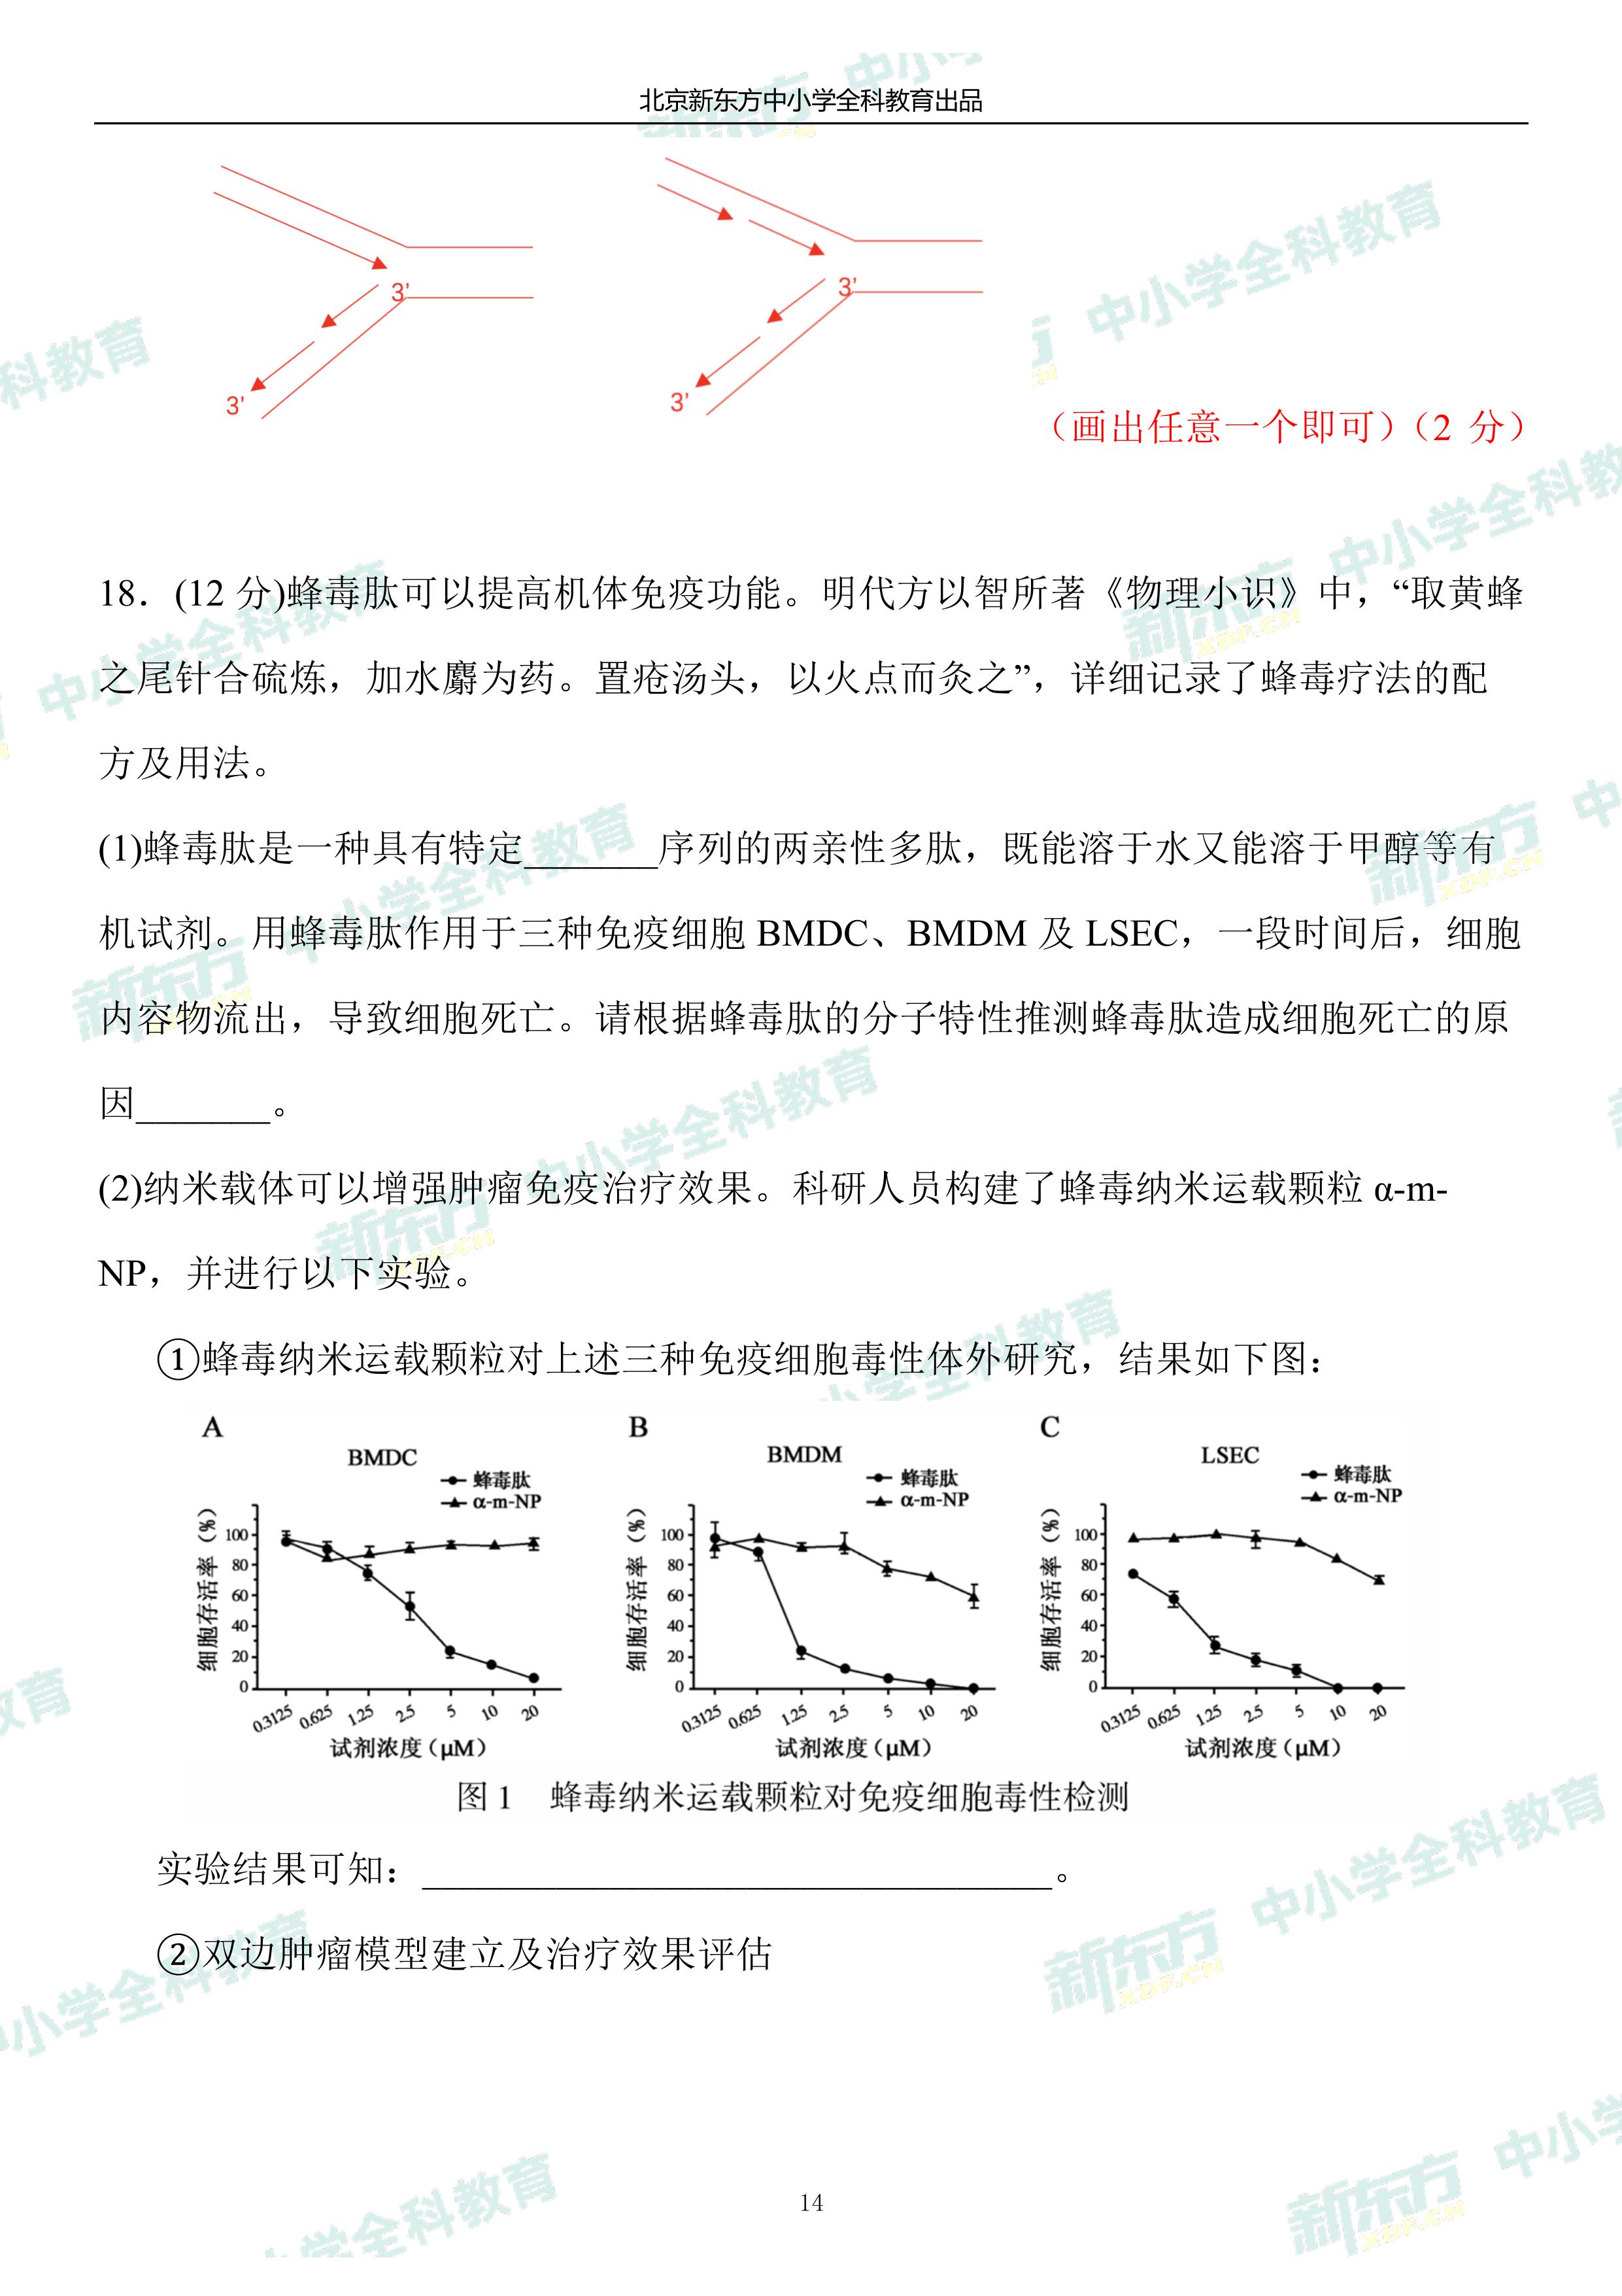 北京新东方中小学全科教育出品
3'
3'
3'
3'
（画出任意一个即可）（2 分）
18．(12 分)蜂毒肽可以提高机体免疫功能。明代方以智所著《物理小识》中，“取黄蜂
之尾针合硫炼，加水麝为药。置疮汤头，以火点而灸之”，详细记录了蜂毒疗法的配
方及用法。
(1)蜂毒肽是一种具有特定_______序列的两亲性多肽，既能溶于水又能溶于甲醇等有
机试剂。用蜂毒肽作用于三种免疫细胞 BMDC、BMDM 及 LSEC，一段时间后，细胞
内容物流出，导致细胞死亡。请根据蜂毒肽的分子特性推测蜂毒肽造成细胞死亡的原
因_______。
(2)纳米载体可以增强肿瘤免疫治疗效果。科研人员构建了蜂毒纳米运载颗粒 α-m-
NP，并进行以下实验。
①蜂毒纳米运载颗粒对上述三种免疫细胞毒性体外研究，结果如下图：
A
BMDC
蜂毒肽
α-m-NP
细胞存活率（%）
100
80
60
40
20
0
0.3125 0.625 1.25 2.5 5 10 20
试剂浓度（μM）
B
BMDM
蜂毒肽
α-m-NP
细胞存活率（%）
100
80
60
40
20
0
0.3125 0.625 1.25 2.5 5 10 20
试剂浓度（μM）
C
LSEC
蜂毒肽
α-m-NP
细胞存活率（%）
100
80
60
40
20
0
0.3125 0.625 1.25 2.5 5 10 20
试剂浓度（μM）
图 1 蜂毒纳米运载颗粒对免疫细胞毒性检测
实验结果可知：_________________________________。
②双边肿瘤模型建立及治疗效果评估
14
新东方 XDF.CN 中小学全科教育